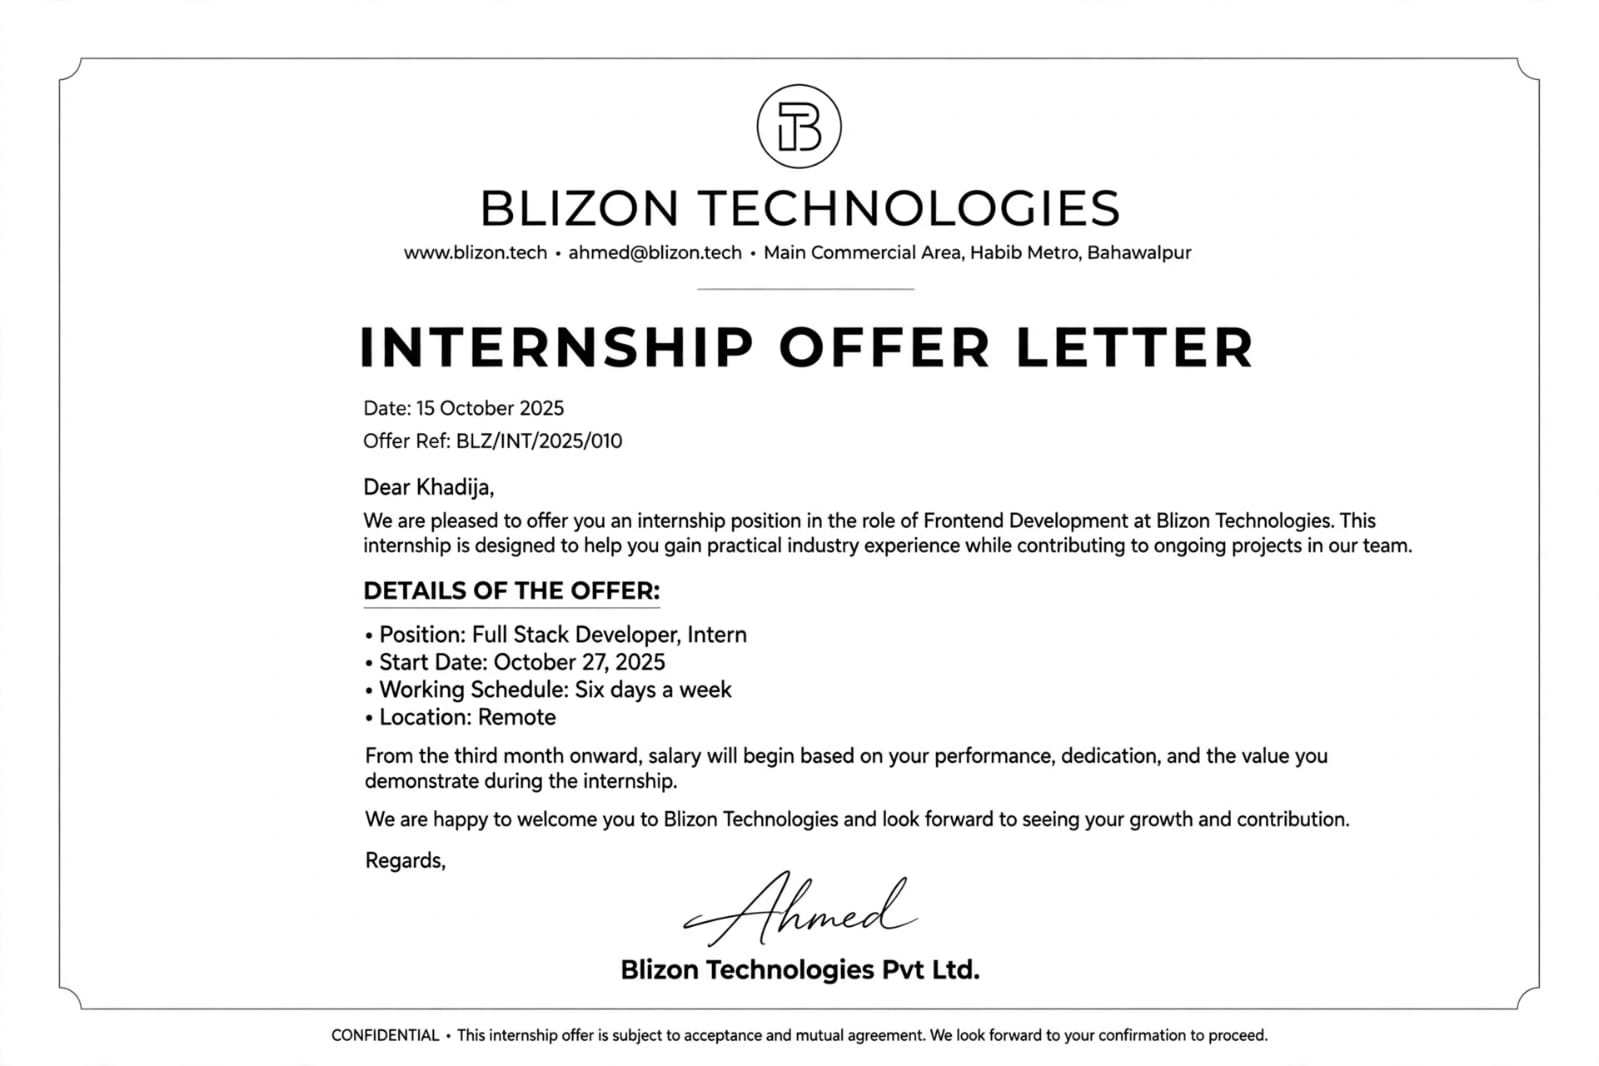 BLIZON TECHNOLOGIES
www.blizon.tech • ahmed@blizon.tech • Main Commercial Area, Habib Metro, Bahawalpur
INTERNSHIP OFFER LETTER
Date: 15 October 2025
Offer Ref: BLZ/INT/2025/010
Dear Khadija,
We are pleased to offer you an internship position in the role of Frontend Development at Blizon Technologies. This
internship is designed to help you gain practical industry experience while contributing to ongoing projects in our team.
DETAILS OF THE OFFER:
• Position: Full Stack Developer, Intern
• Start Date: October 27, 2025
• Working Schedule: Six days a week
• Location: Remote
From the third month onward, salary will begin based on your performance, dedication, and the value you
demonstrate during the internship.
We are happy to welcome you to Blizon Technologies and look forward to seeing your growth and contribution.
Regards,
Ahmed
Blizon Technologies Pvt Ltd.
CONFIDENTIAL • This internship offer is subject to acceptance and mutual agreement. We look forward to your confirmation to proceed.